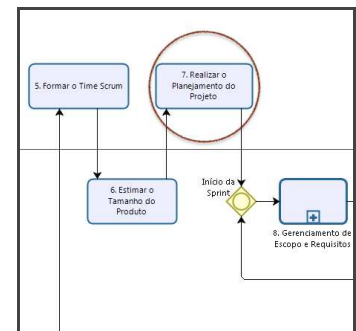 5. Formar o Time Scrum
7. Realizar o
Planejamento do
Projeto
6. Estimar o
Tamanho do
Produto
Início da
Sprint
8. Gerenciamento de
Escopo e Requisitos